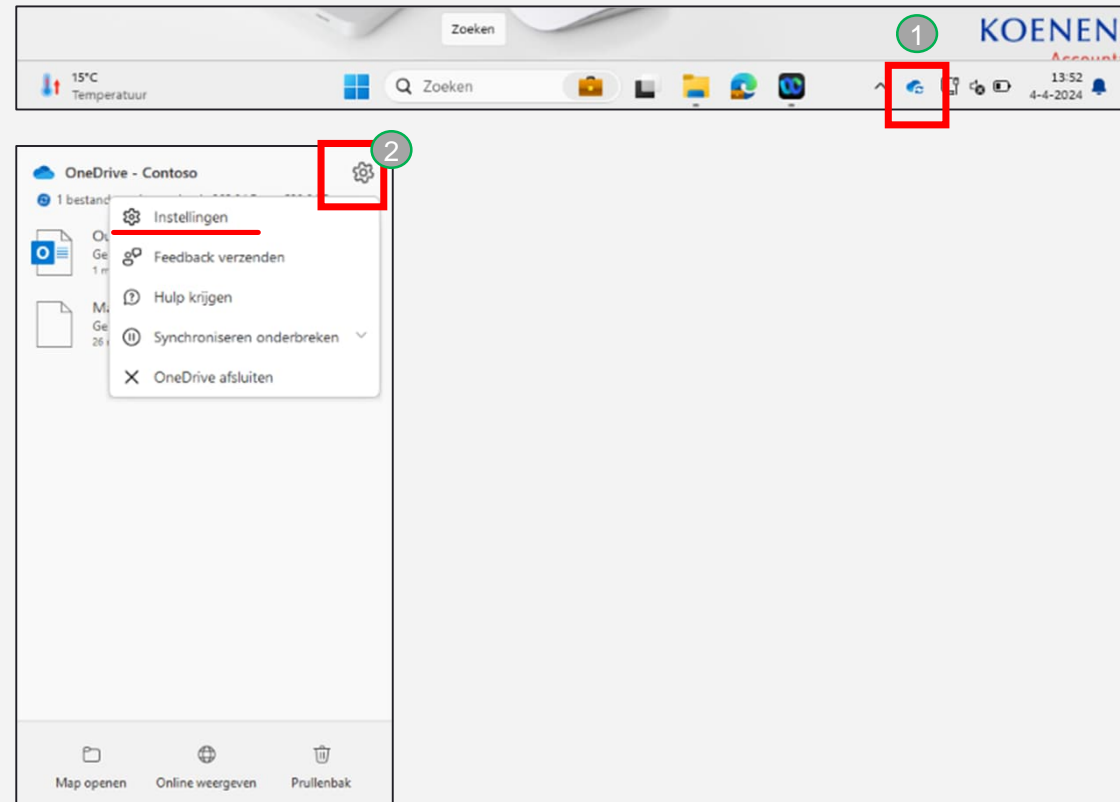 Zoeken
1
KOENEN
15°C
Temperatuur
Zoeken
13:52
4-4-2024
2
OneDrive - Contoso
1
Instellingen
Feedback verzenden
Hulp krijgen
Synchroniseren onderbreken
OneDrive afsluiten
Map openen
Online weergeven
Prullenbak